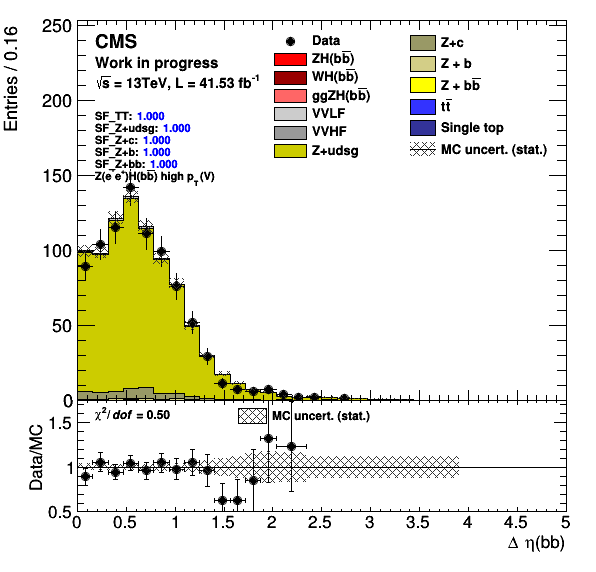 CMS
Work in progress
√s = 13TeV, L = 41.53 fb⁻¹
SF_TT: 1.000
SF_Z+udsg: 1.000
SF_Z+c: 1.000
SF_Z+b: 1.000
SF_Z+bb: 1.000
Z(e⁻e⁺)H(bb̅) high p_T(V)
Data
ZH(bb̅)
WH(bb̅)
ggZH(bb̅)
VVLF
VVHF
Z+udsg
Z+c
Z + b
Z + bb̅
tt̅
Single top
MC uncert. (stat.)
Entries / 0.16
250
200
150
100
50
0
χ²/dof = 0.50
MC uncert. (stat.)
Data/MC
1.5
1
0.5
0 0.5 1 1.5 2 2.5 3 3.5 4 4.5 5
Δ η(bb)